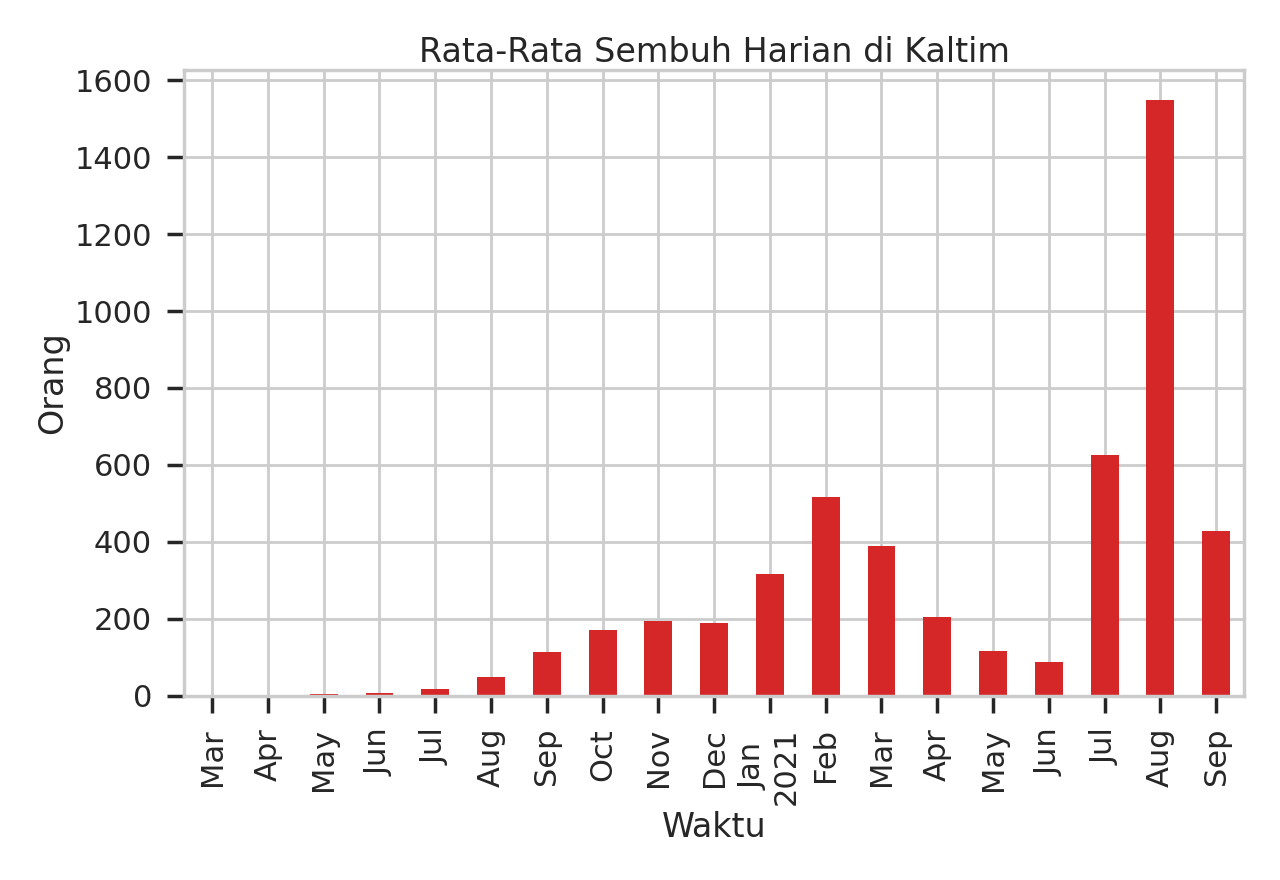 Rata-Rata Sembuh Harian di Kaltim
1600
1400
1200
1000
800
600
400
200
0
Orang
Mar
Apr
May
Jun
Jul
Aug
Sep
Oct
Nov
Dec
Jan
2021
Feb
Mar
Apr
May
Jun
Jul
Aug
Sep
Waktu